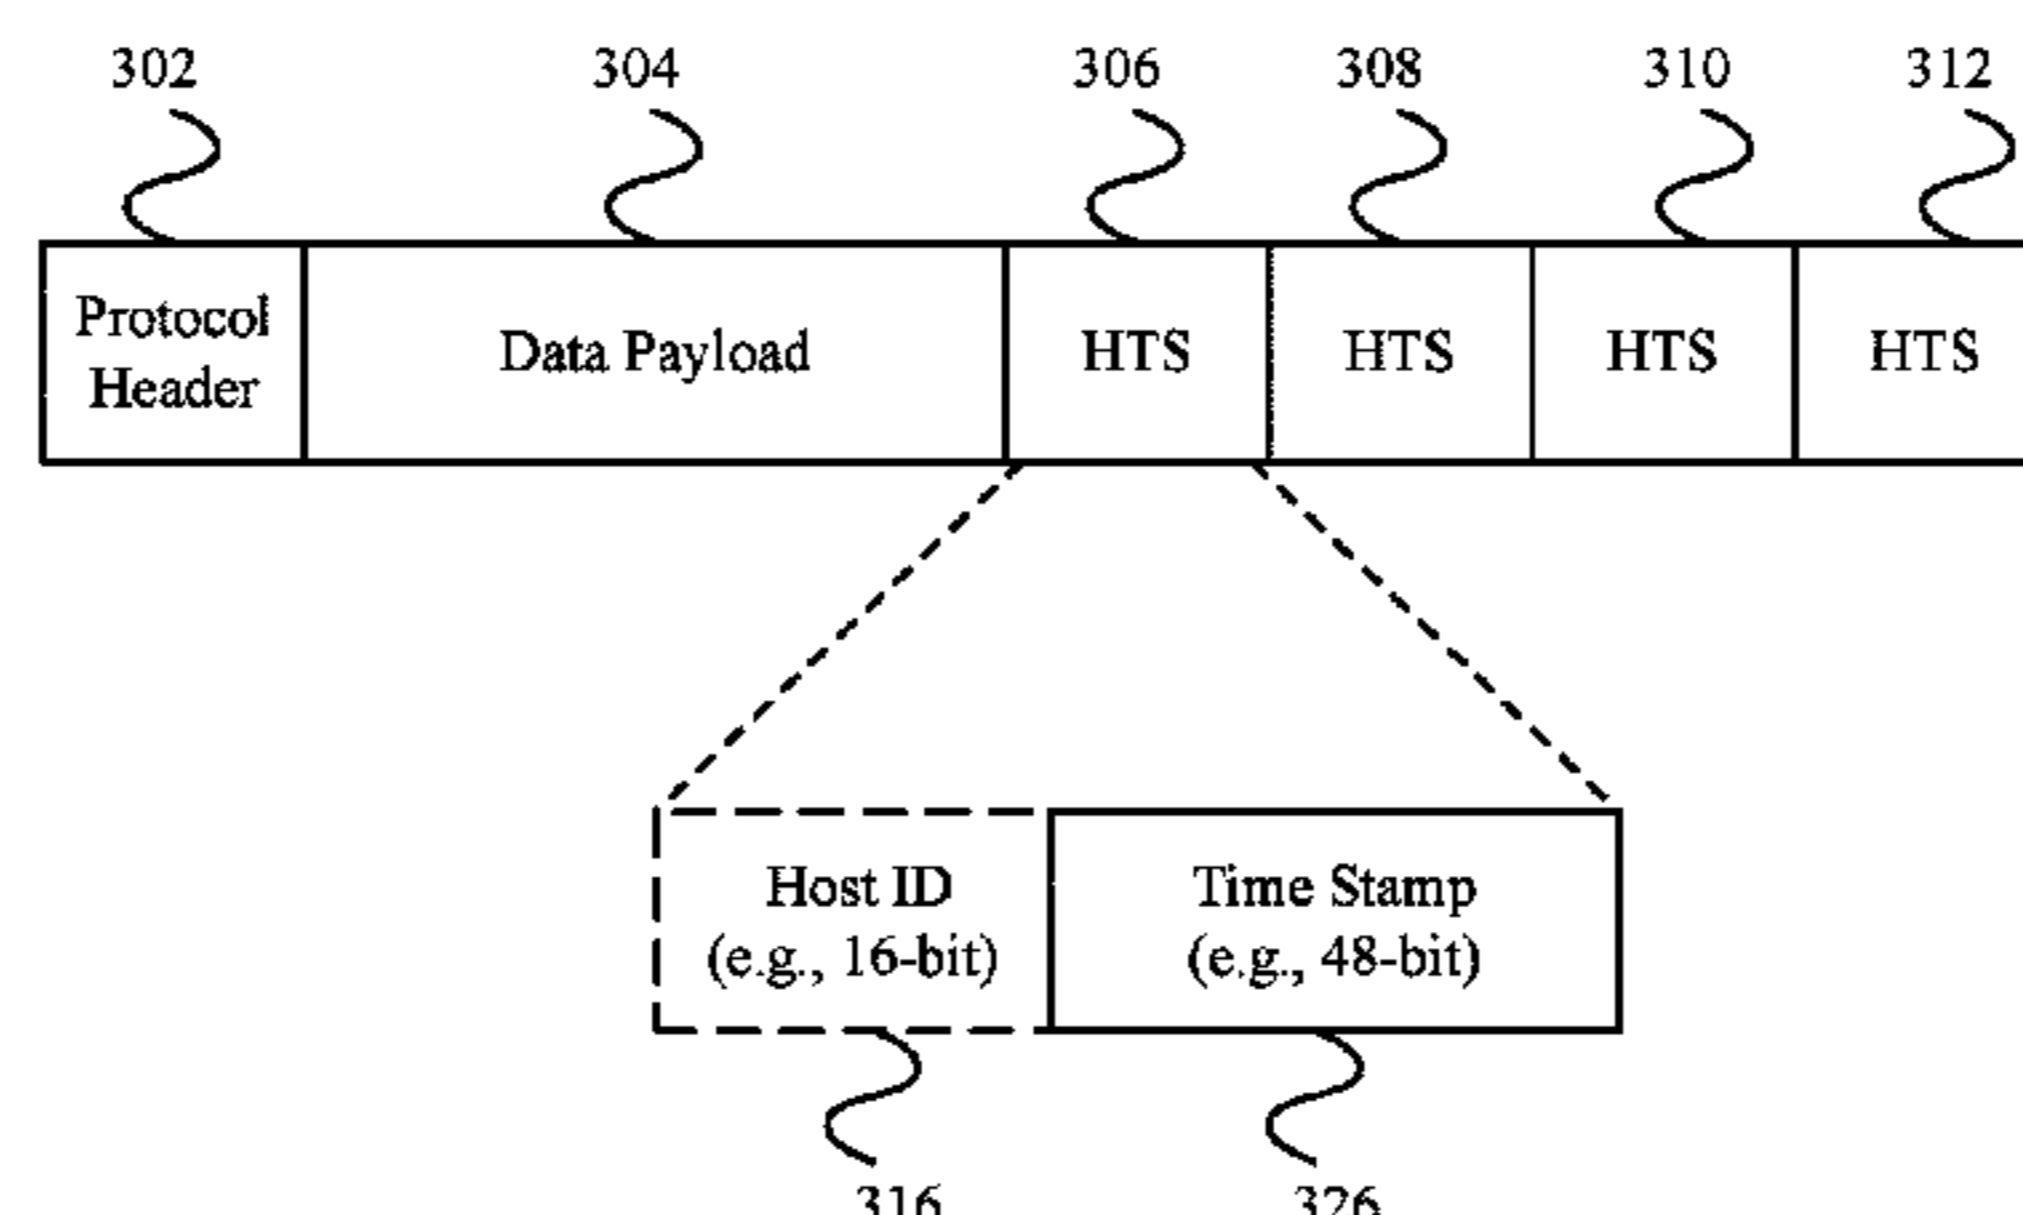 302 304 306 308 310 312
Protocol
Header
Data Payload
HTS
HTS
HTS
HTS
Host ID
(e.g., 16-bit)
Time Stamp
(e.g., 48-bit)
316 326